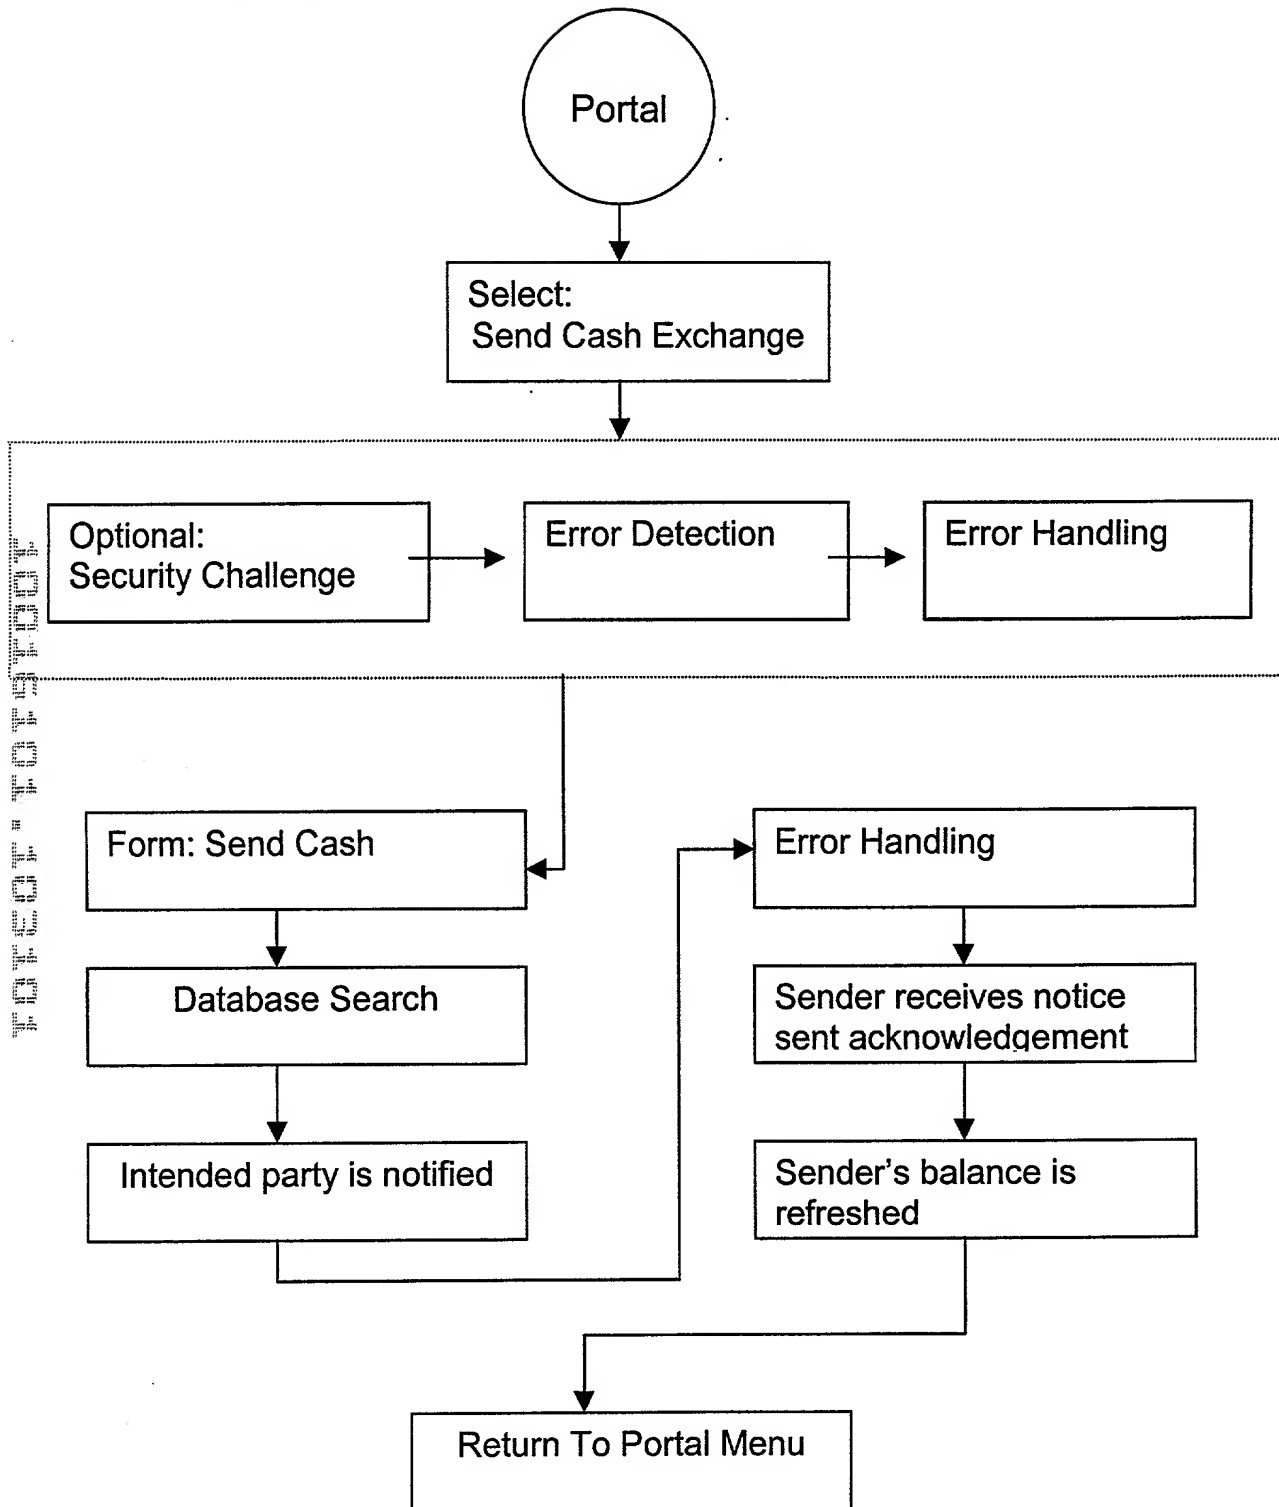 Portal
Select:
Send Cash Exchange
Optional:
Security Challenge
Error Detection
Error Handling
Form: Send Cash
Database Search
Intended party is notified
Error Handling
Sender receives notice
sent acknowledgement
Sender's balance is
refreshed
Return To Portal Menu